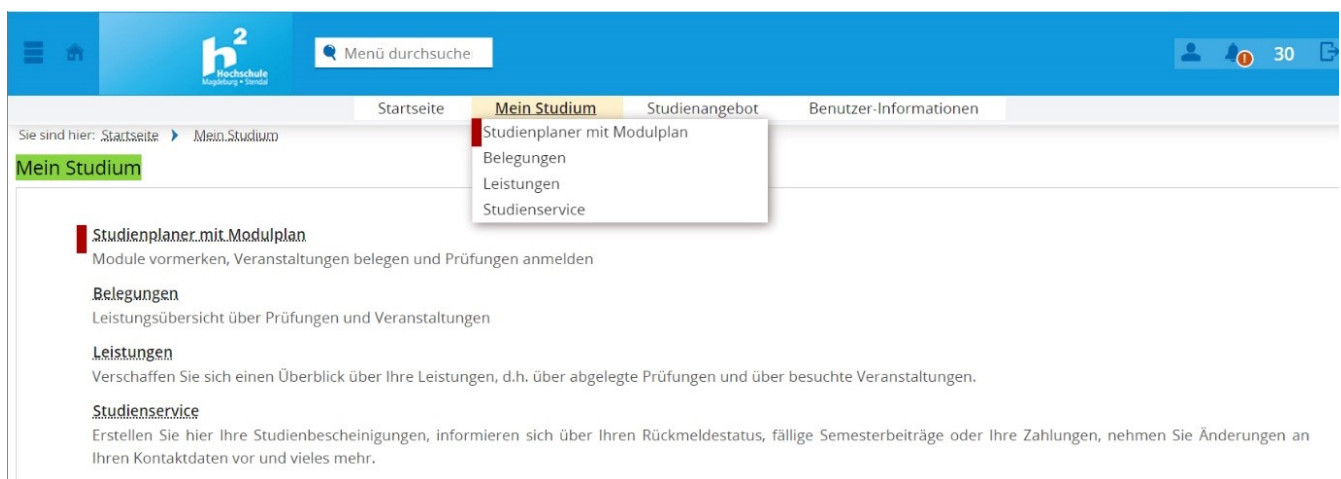 h2
Hochschule
Magdeburg • Stendal
Menü durchsuche
30
Startseite Mein Studium Studienangebot Benutzer-Informationen
Sie sind hier: Startseite Mein Studium
Studienplaner mit Modulplan
Belegungen
Leistungen
Studienservice
Mein Studium
Studienplaner mit Modulplan
Module vormerken, Veranstaltungen belegen und Prüfungen anmelden
Belegungen
Leistungsübersicht über Prüfungen und Veranstaltungen
Leistungen
Verschaffen Sie sich einen Überblick über Ihre Leistungen, d.h. über abgelegte Prüfungen und über besuchte Veranstaltungen.
Studienservice
Erstellen Sie hier Ihre Studienbescheinigungen, informieren sich über Ihren Rückmeldestatus, fällige Semesterbeiträge oder Ihre Zahlungen, nehmen Sie Änderungen an
Ihren Kontaktdaten vor und vieles mehr.